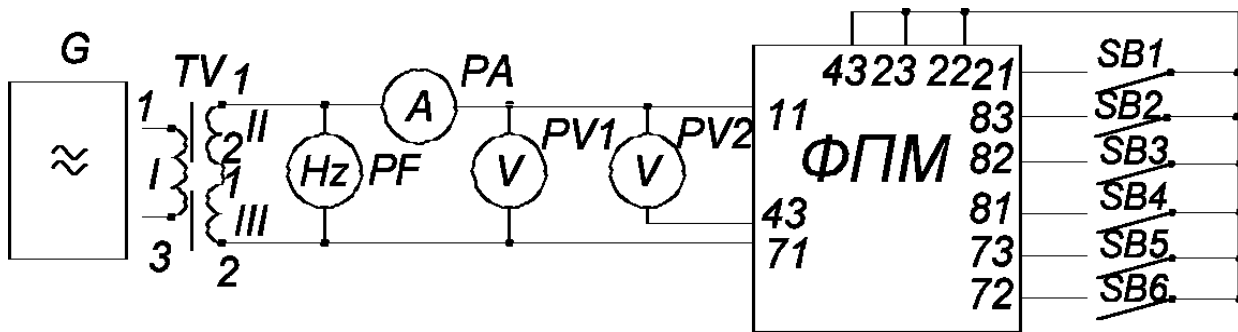 G
TV
1
3
I
1
II
2
1
III
2
PA
A
Hz
PF
V
PV1
V
PV2
43 23 22 21
11
43
71
ФПМ
83
82
81
73
72
SB1
SB2
SB3
SB4
SB5
SB6